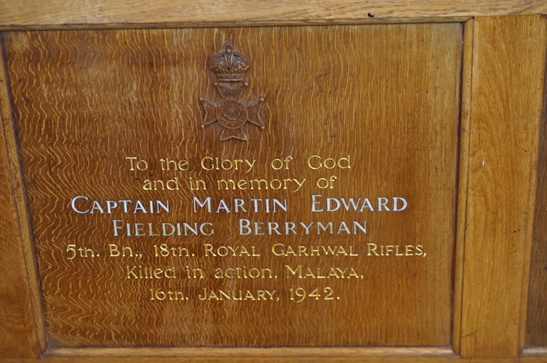 To the Glory of God
and in memory of
CAPTAIN MARTIN EDWARD
FIELDING BERRYMAN
5TH. BN., 18TH. ROYAL GARHWAL RIFLES,
Killed in action. MALAYA,
16TH. JANUARY, 1942.